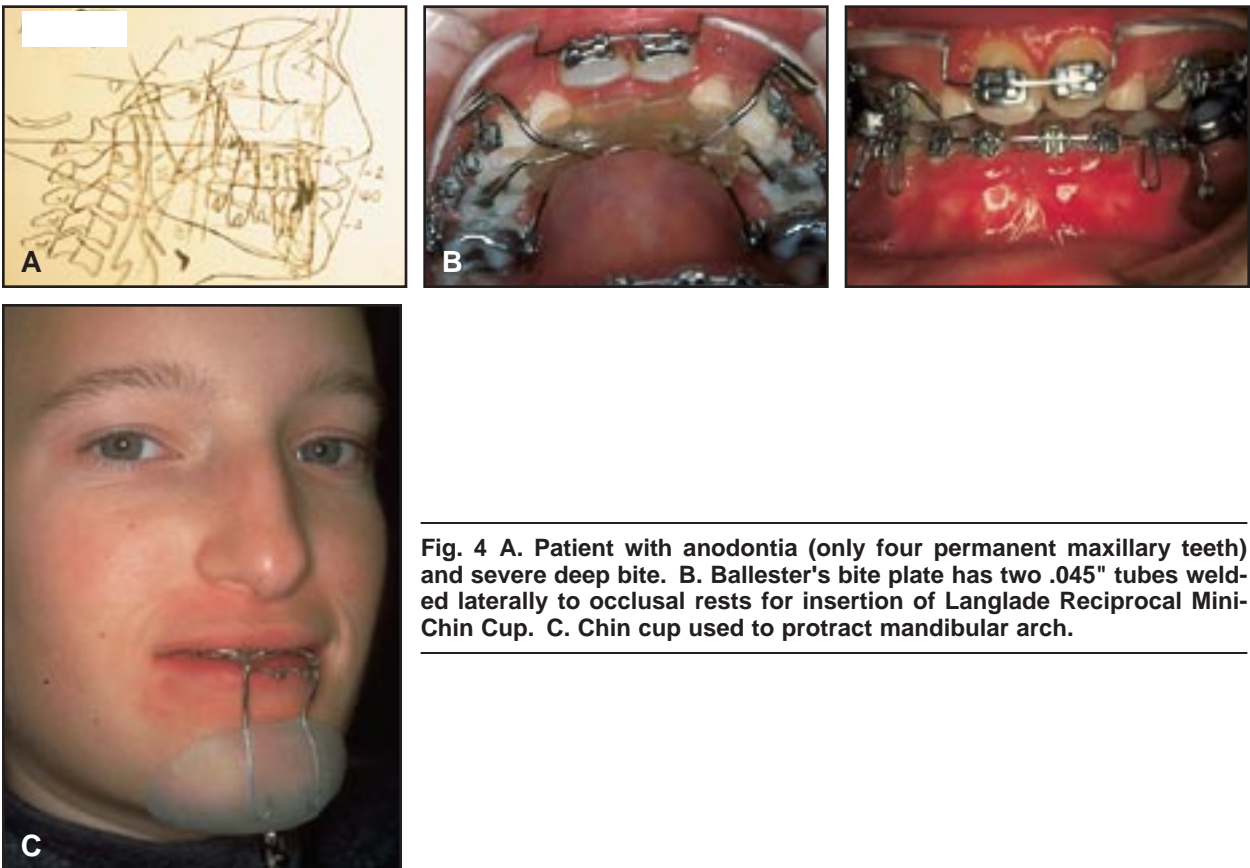 A
B
C
Fig. 4 A. Patient with anodontia (only four permanent maxillary teeth)
and severe deep bite. B. Ballester's bite plate has two .045" tubes weld-
ed laterally to occlusal rests for insertion of Langlade Reciprocal Mini-
Chin Cup. C. Chin cup used to protract mandibular arch.